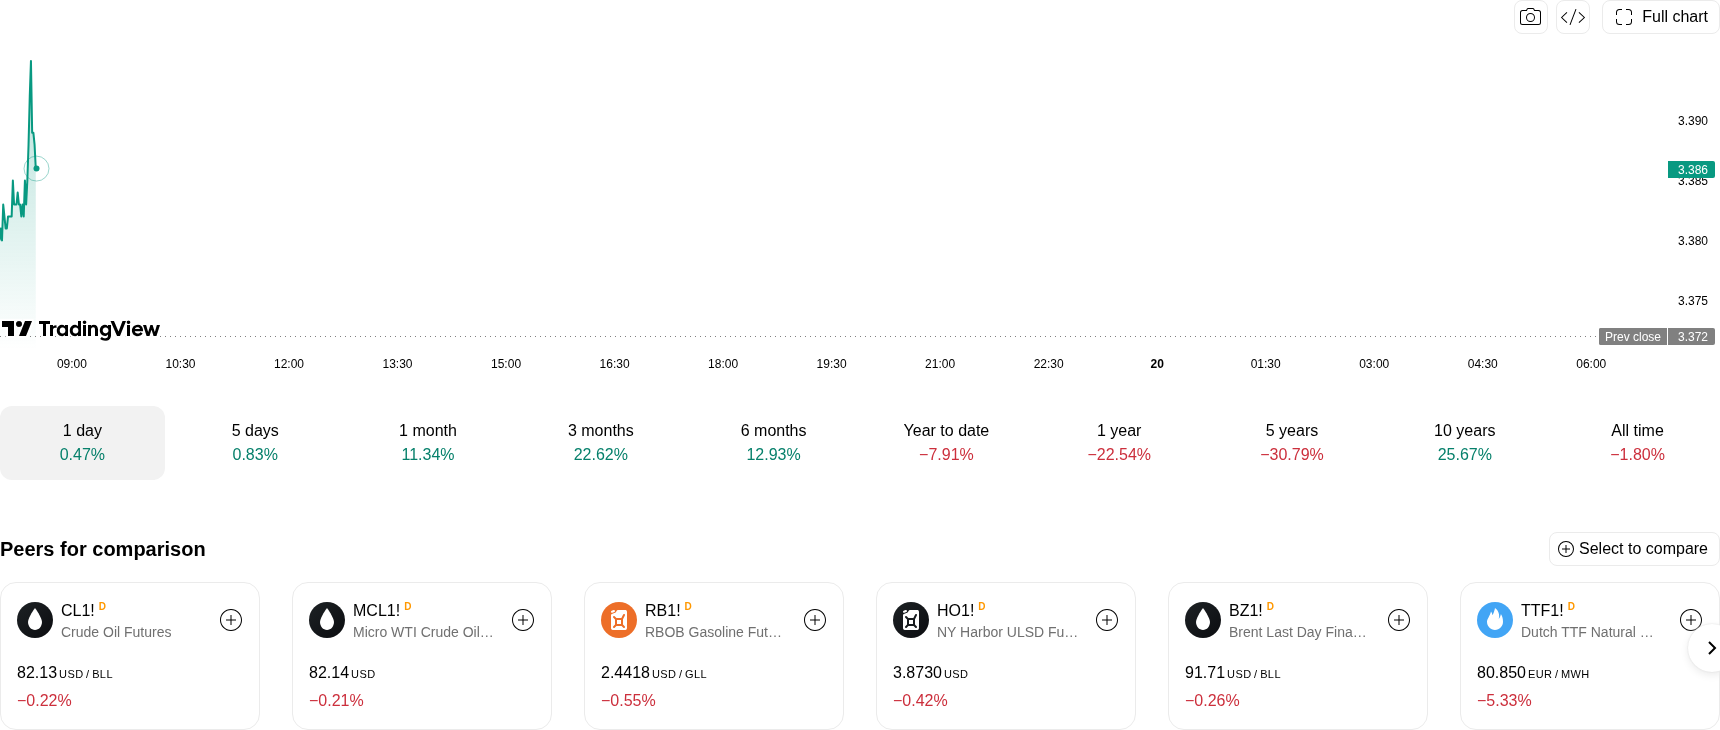 Full chart
3.390
3.386
3.385
3.380
3.375
TradingView
Prev close 3.372
09:00 10:30 12:00 13:30 15:00 16:30 18:00 19:30 21:00 22:30 20 01:30 03:00 04:30 06:00
1 day 5 days 1 month 3 months 6 months Year to date 1 year 5 years 10 years All time
0.47% 0.83% 11.34% 22.62% 12.93% −7.91% −22.54% −30.79% 25.67% −1.80%
Peers for comparison
Select to compare
CL1! D
Crude Oil Futures
82.13 USD / BLL
−0.22%
MCL1! D
Micro WTI Crude Oil…
82.14 USD
−0.21%
RB1! D
RBOB Gasoline Fut…
2.4418 USD / GLL
−0.55%
HO1! D
NY Harbor ULSD Fu…
3.8730 USD
−0.42%
BZ1! D
Brent Last Day Fina…
91.71 USD / BLL
−0.26%
TTF1! D
Dutch TTF Natural …
80.850 EUR / MWH
−5.33%